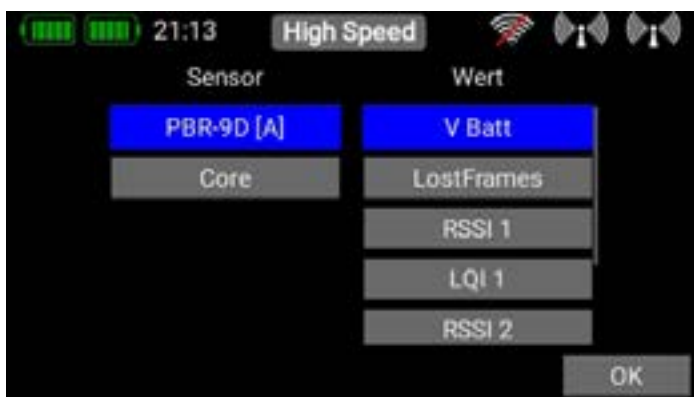 21:13 High Speed
Sensor Wert
PBR-9D [A] V Batt
Core LostFrames
RSSI 1
LQI 1
RSSI 2
OK